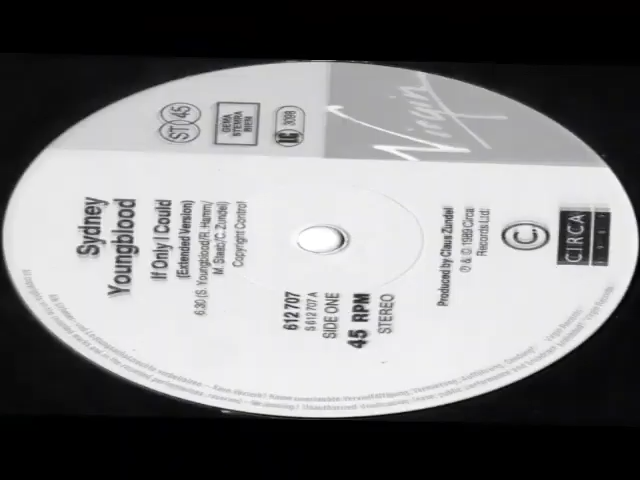 Virgin
ST 45
GEMA
STEMRA
BIEM
LC 3098
Sydney
Youngblood
If Only I Could
(Extended Version)
6:30 (S. Youngblood/R. Hamm/
M. Staab/C. Zundel)
Copyright Control
612 707
S 612 707 A
SIDE ONE
45 RPM
STEREO
Produced by Claus Zundel
℗ & © 1989 Circa
Records Ltd.
©
CIRCA